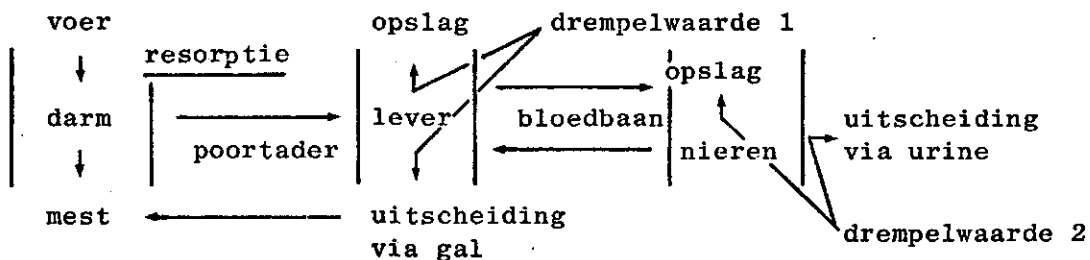 voer opslag drempelwaarde 1
resorptie
opslag
darm lever bloedbaan uitscheiding
poortader nieren via urine
mest uitscheiding
via gal drempelwaarde 2